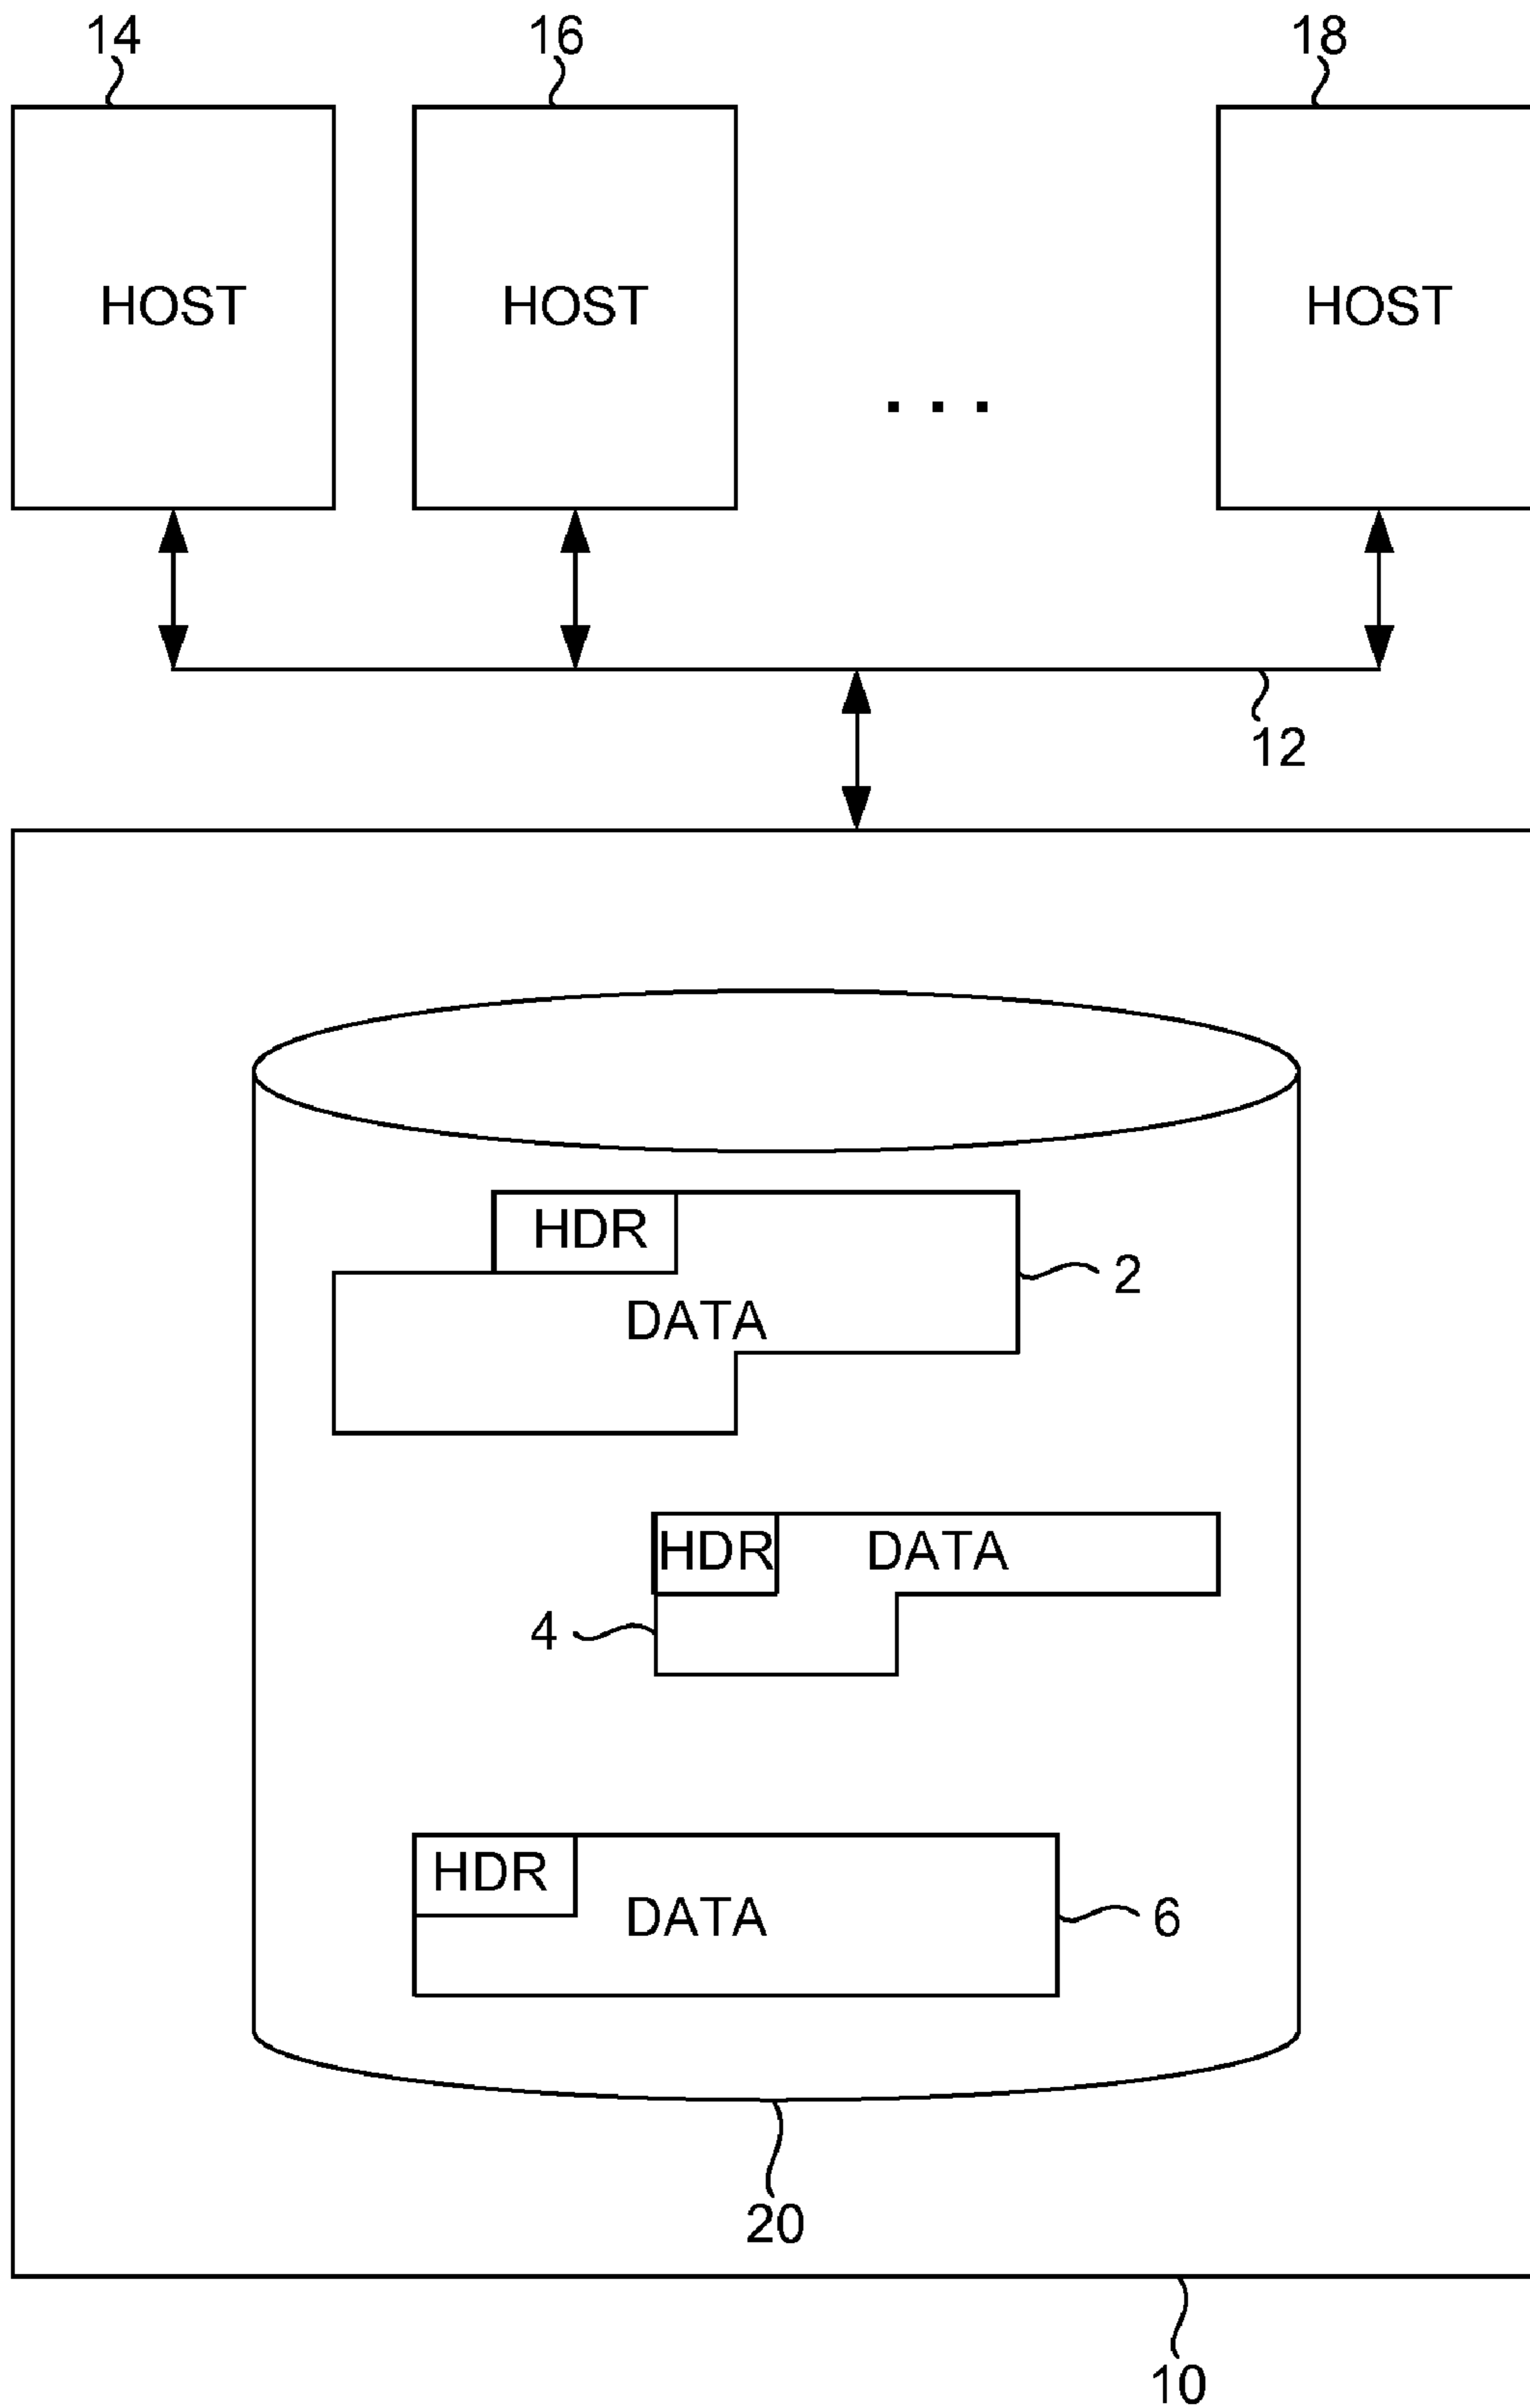 14 16 18
HOST HOST . . . HOST
12
HDR
2
DATA
HDR DATA
4
HDR
DATA 6
20
10